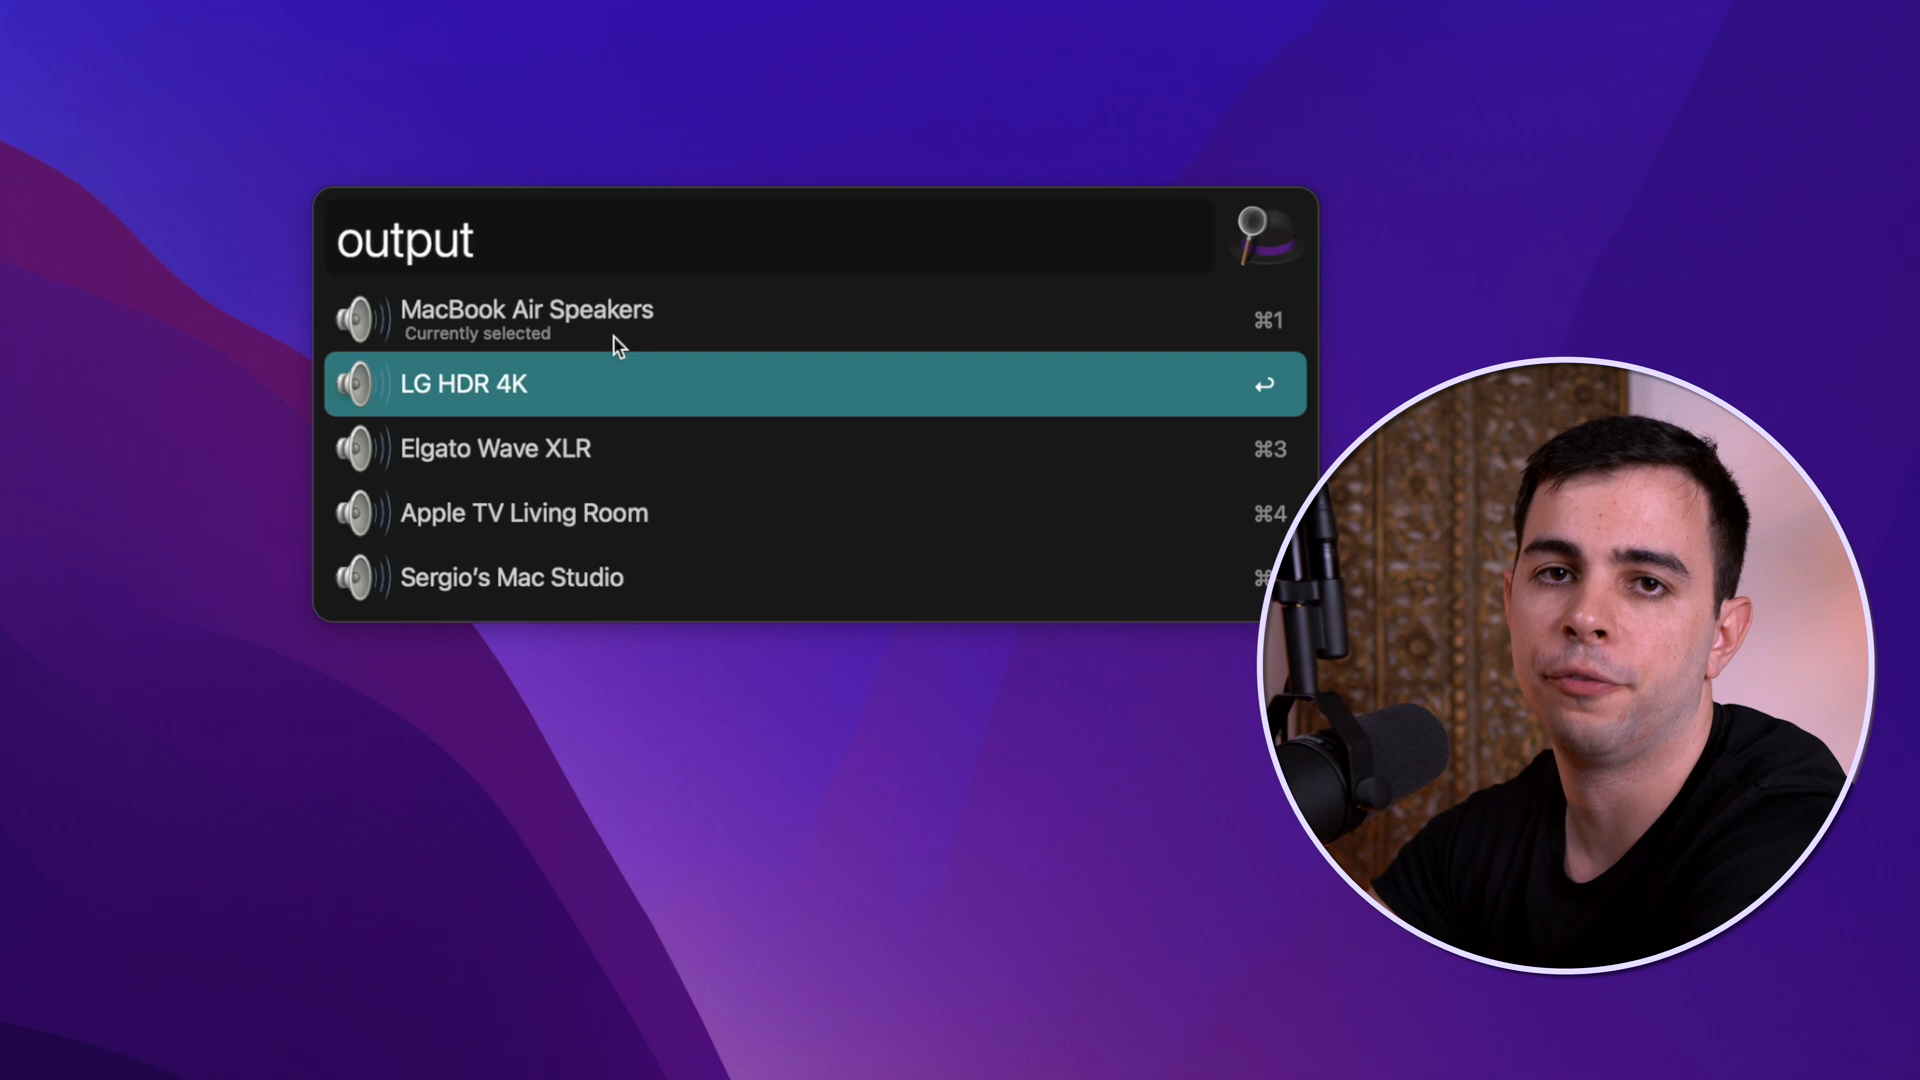 output
MacBook Air Speakers
Currently selected
⌘1
LG HDR 4K
↩
Elgato Wave XLR
⌘3
Apple TV Living Room
⌘4
Sergio’s Mac Studio
⌘